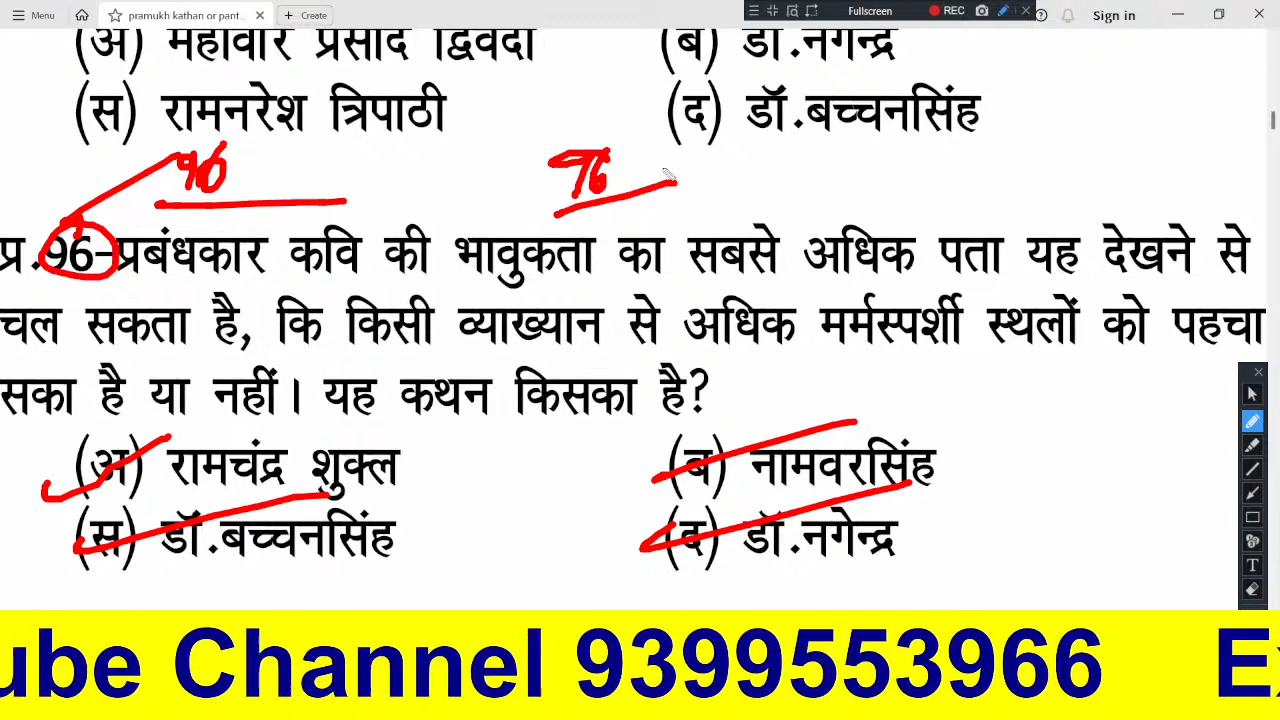 Menu
pramukh kathan or pant...
Create
Fullscreen
REC
Sign in
(अ) महावीर प्रसाद द्विवेदी (ब) डॉ.नगेन्द्र
(स) रामनरेश त्रिपाठी (द) डॉ.बच्चनसिंह
96 96
प्र.96-प्रबंधकार कवि की भावुकता का सबसे अधिक पता यह देखने से
चल सकता है, कि किसी व्याख्यान से अधिक मर्मस्पर्शी स्थलों को पहचा
सका है या नहीं। यह कथन किसका है?
(अ) रामचंद्र शुक्ल (ब) नामवरसिंह
(स) डॉ.बच्चनसिंह (द) डॉ.नगेन्द्र
ube Channel 9399553966 Ex